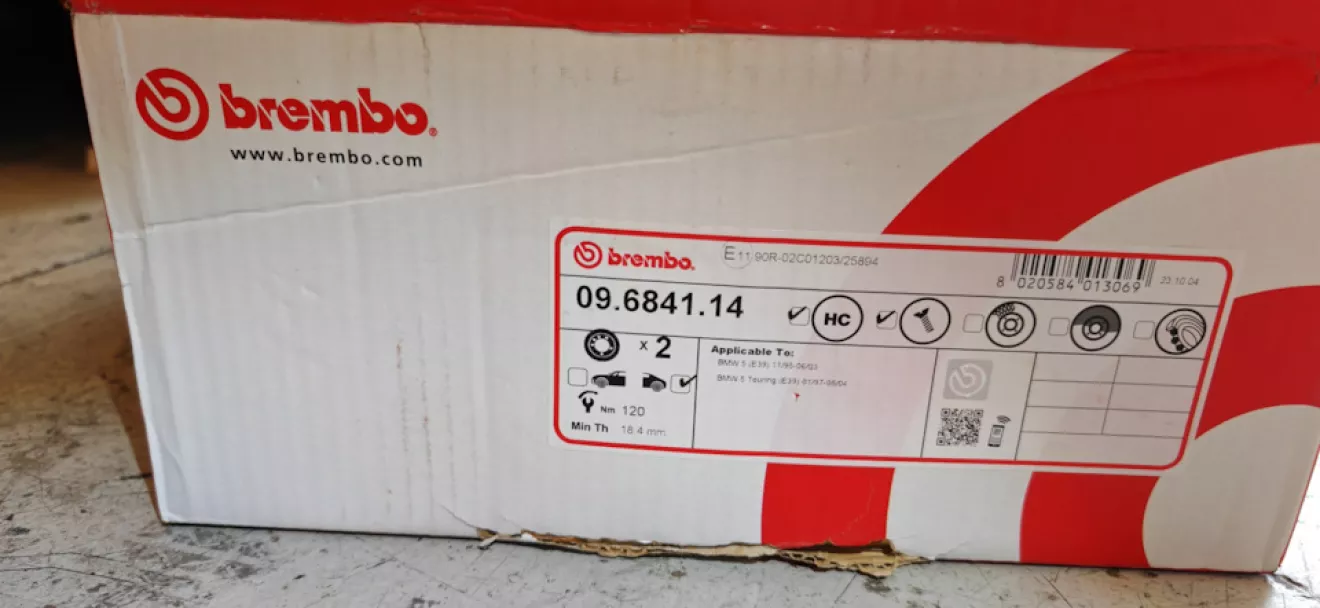 brembo®
www.brembo.com
brembo.
E 11 90R-02C01203/25894
8 020584 013069
23.10.04
09.6841.14
HC
x 2
Applicable To:
BMW 5 (E39) 11/95-06/03
BMW 5 Touring (E39) 01/97-05/04
Nm 120
Min Th 18.4 mm